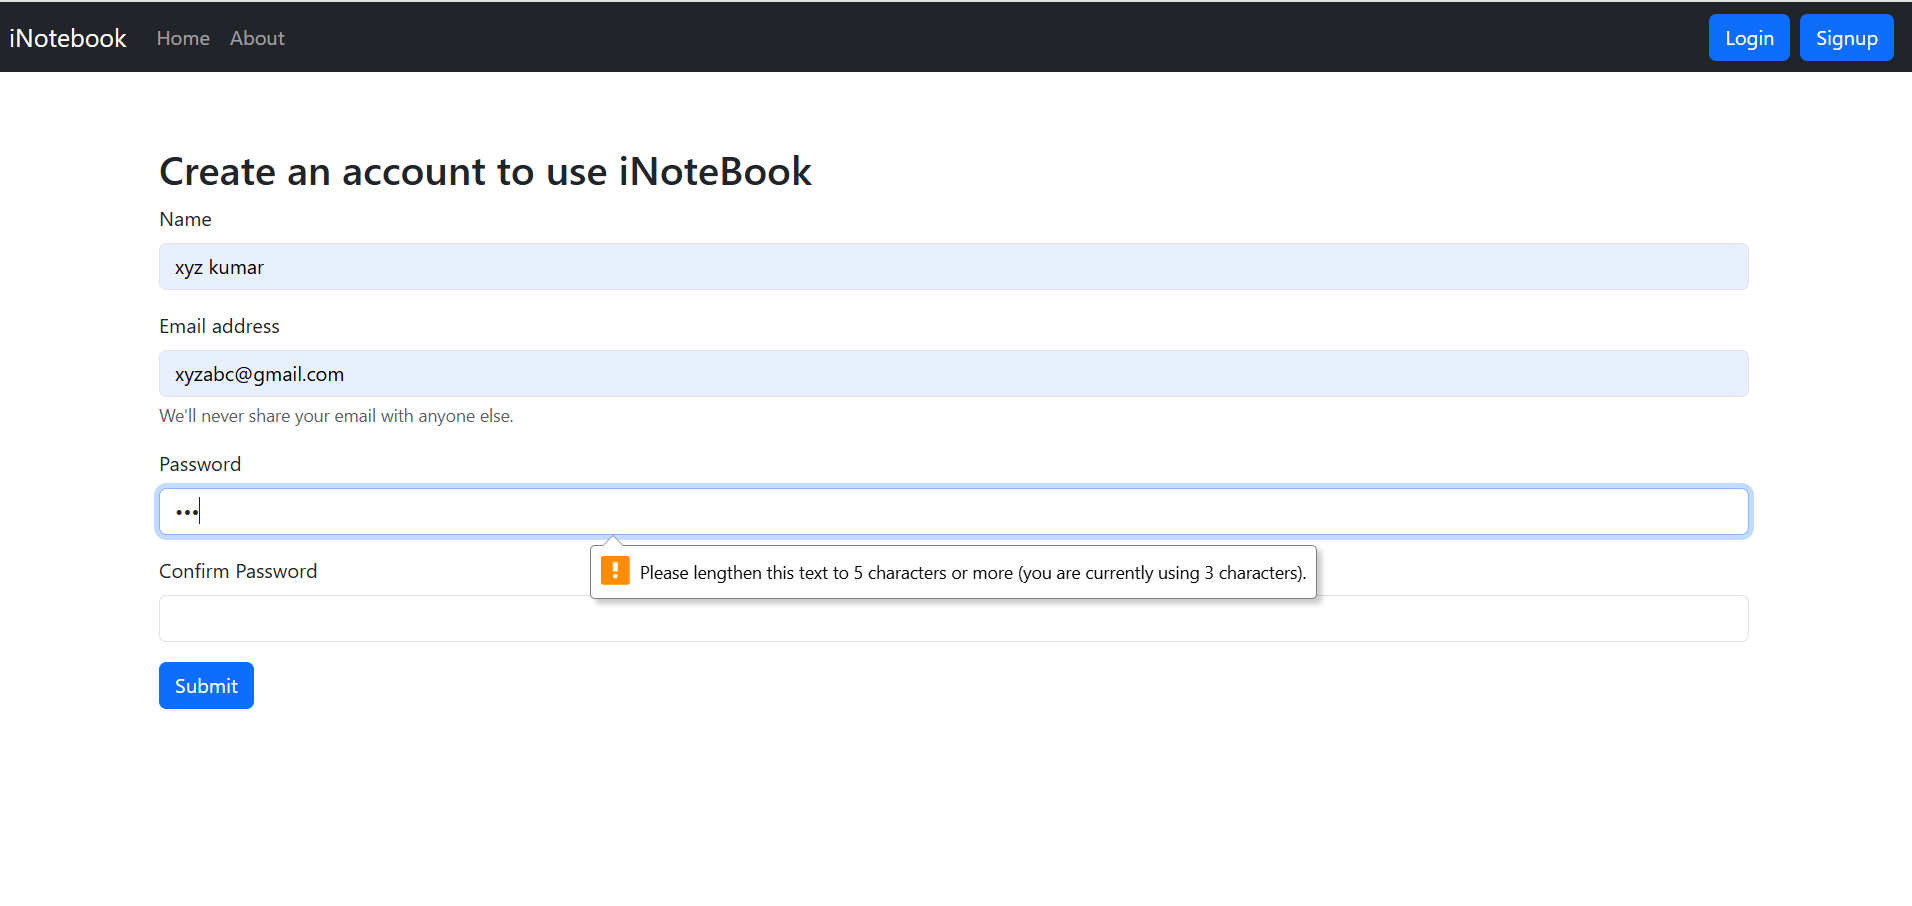 iNotebook Home About Login Signup
Create an account to use iNoteBook
Name
xyz kumar
Email address
xyzabc@gmail.com
We'll never share your email with anyone else.
Password
•••
Please lengthen this text to 5 characters or more (you are currently using 3 characters).
Confirm Password
Submit